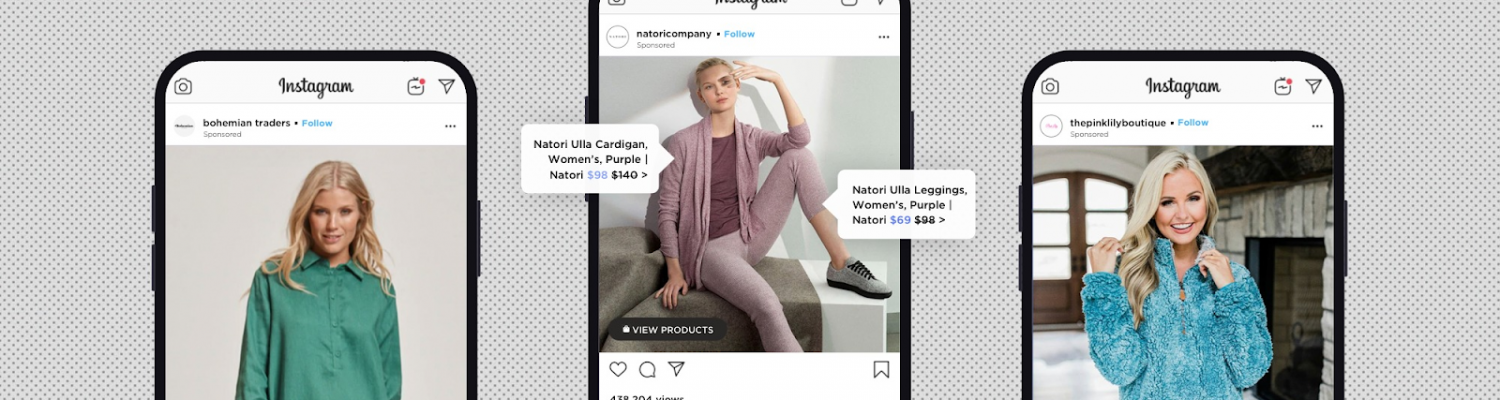 Instagram
bohemian traders • Follow
Sponsored
Instagram
natoricompany • Follow
Sponsored
Natori Ulla Cardigan,
Women's, Purple |
Natori $98 $140 >
Natori Ulla Leggings,
Women's, Purple |
Natori $69 $98 >
VIEW PRODUCTS
438,204 views
Instagram
thepinklilyboutique • Follow
Sponsored